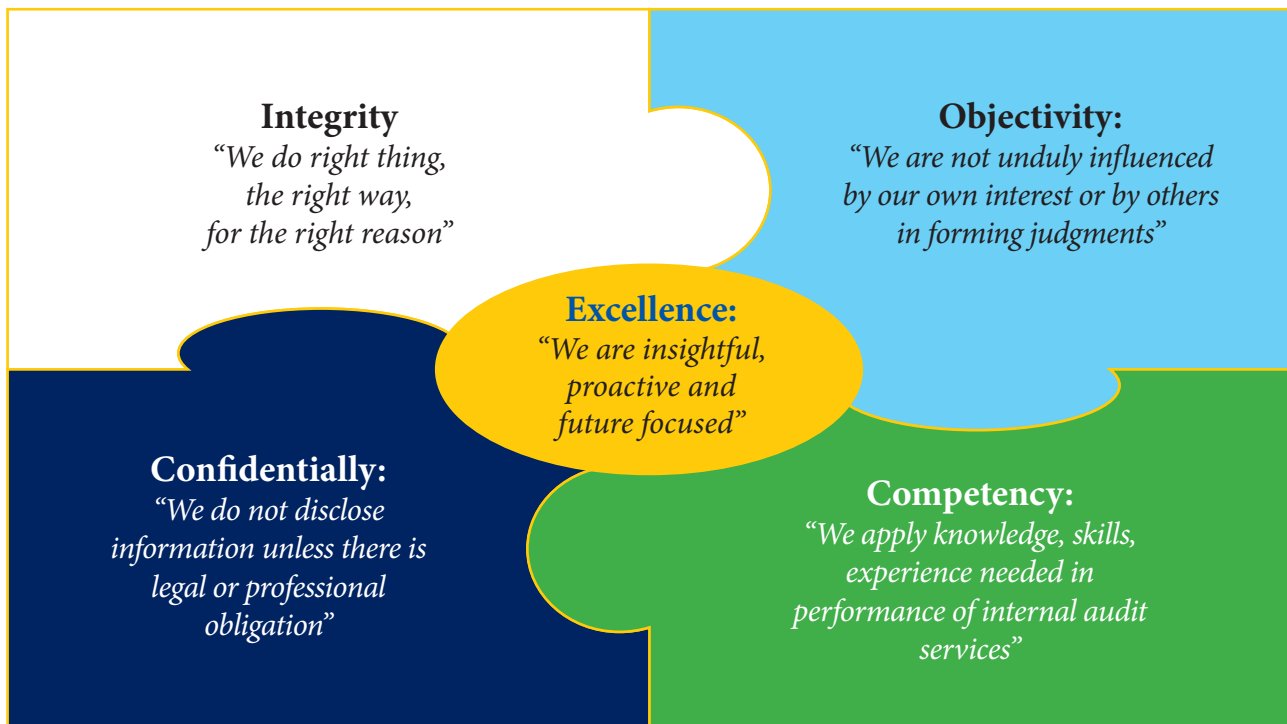 Integrity
“We do right thing,
the right way,
for the right reason”
Objectivity:
“We are not unduly influenced
by our own interest or by others
in forming judgments”
Excellence:
“We are insightful,
proactive and
future focused”
Confidentially:
“We do not disclose
information unless there is
legal or professional
obligation”
Competency:
“We apply knowledge, skills,
experience needed in
performance of internal audit
services”